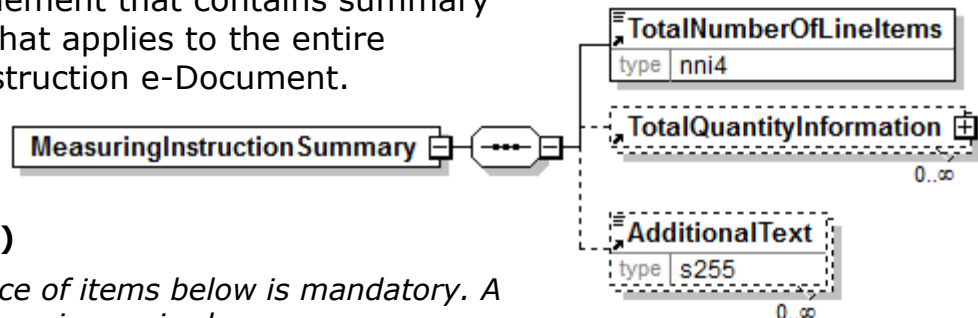 ement that contains summary
hat applies to the entire
struction e-Document.
TotalNumberOfLineItems
type nni4
TotalQuantityInformation
0..∞
MeasuringInstructionSummary
AdditionalText
type s255
0..∞
)
ce of items below is mandatory. A